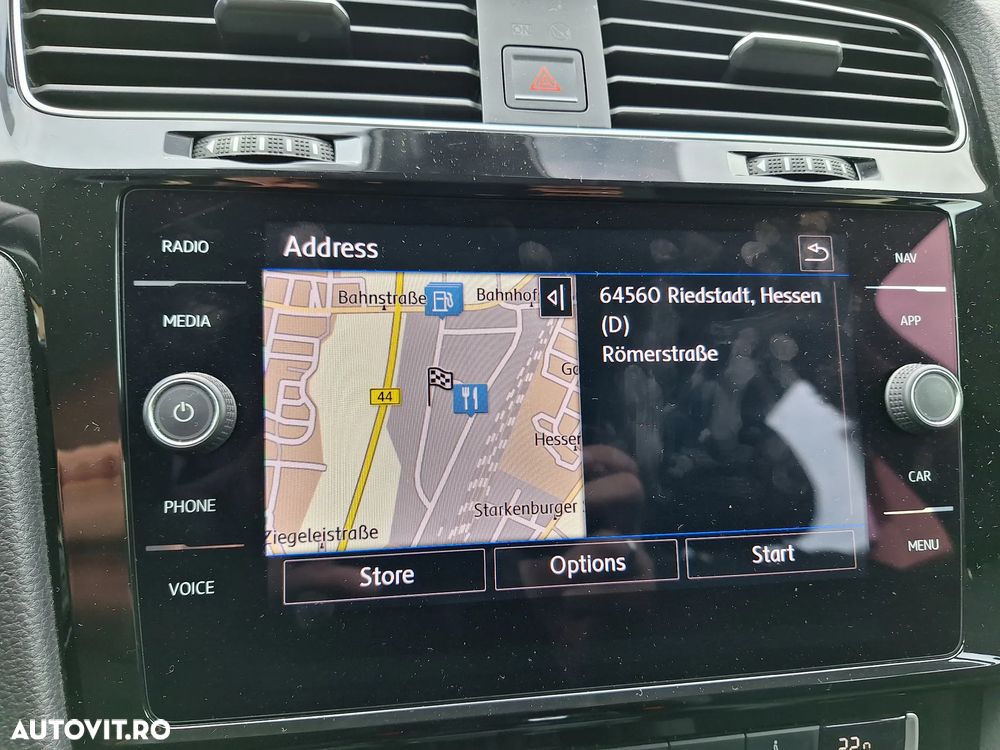 RADIO
MEDIA
PHONE
VOICE
Address
Bahnstraße
Bahnhof
44
Hesser
Starkenburger
Ziegeleistraße
64560 Riedstadt, Hessen
(D)
Römerstraße
Store
Options
Start
NAV
APP
CAR
MENU
AUTOVIT.RO